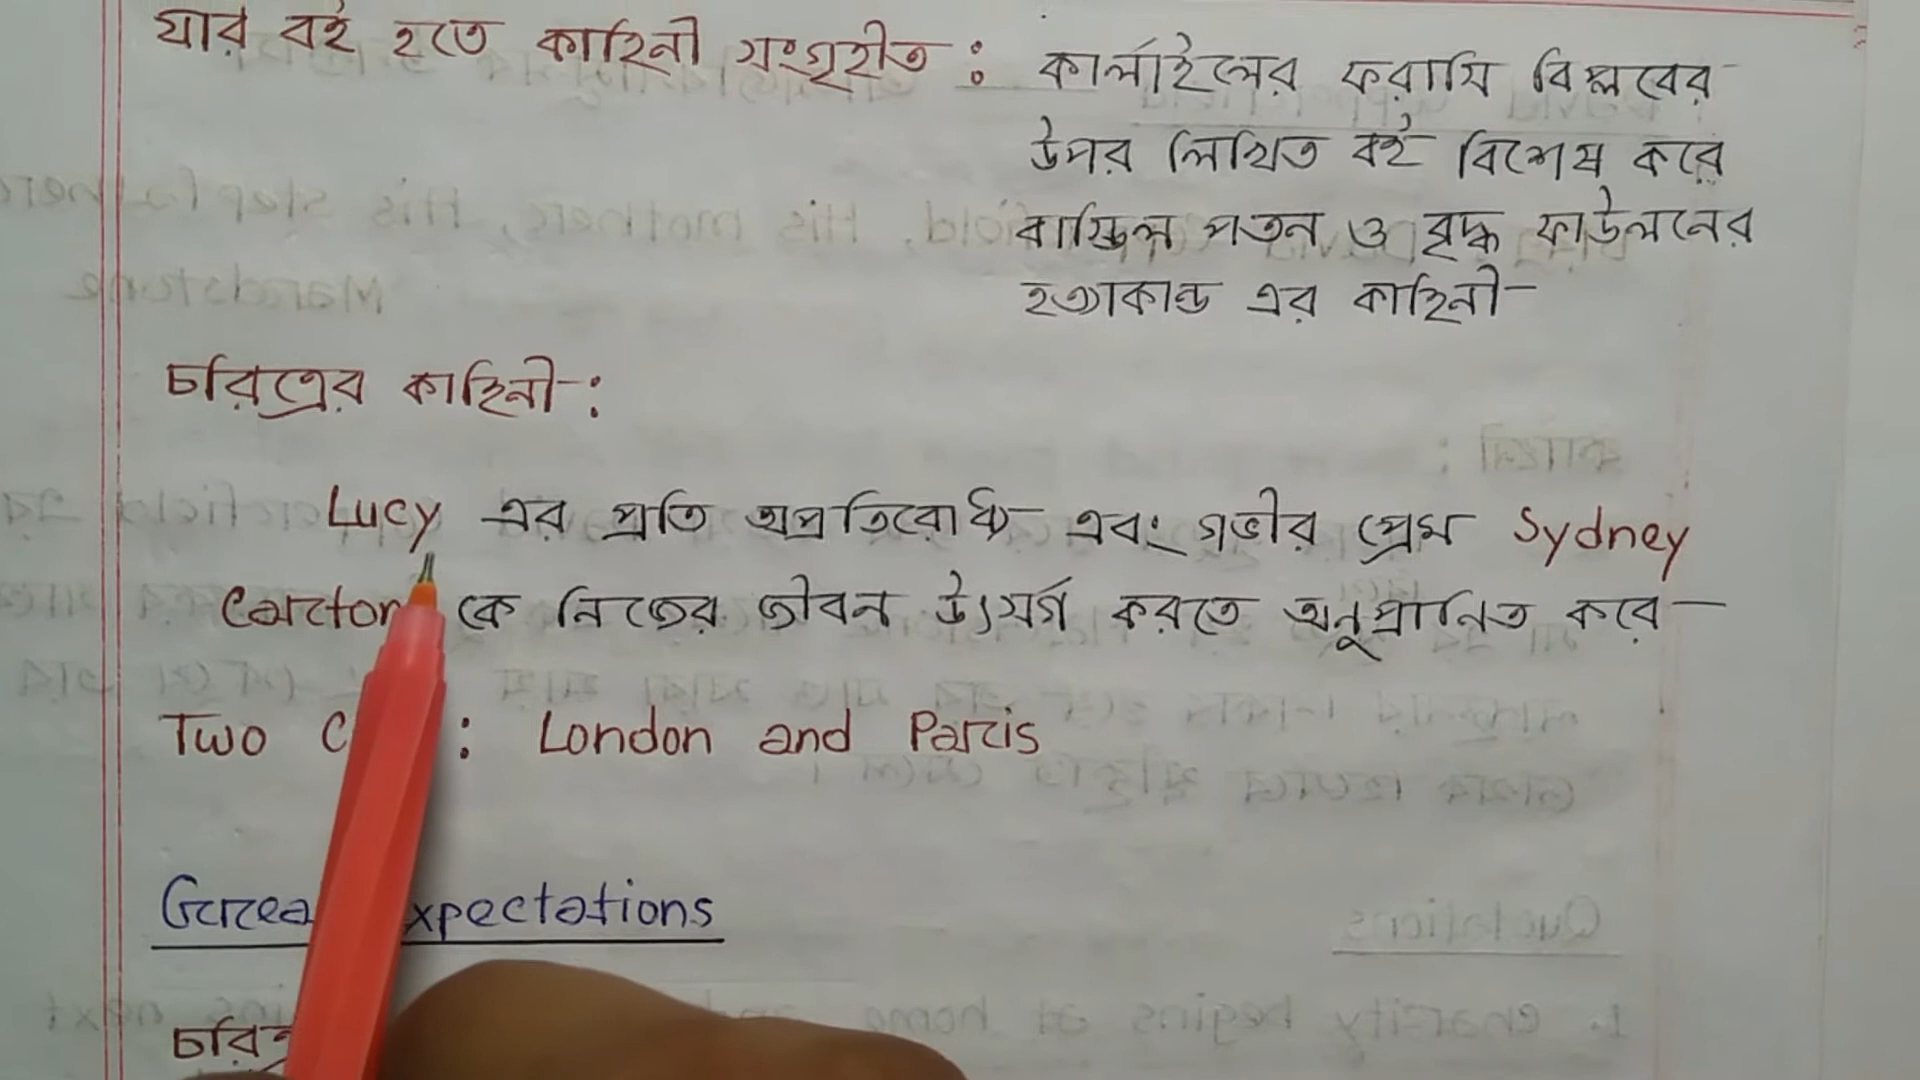 যার বই হতে কাহিনী সংগৃহীত : কার্লাইলের ফরাসি বিপ্লবের
উপর লিখিত বই বিশেষ করে
বাস্তিল পতন ও বৃদ্ধ ফাউলনের
হত্যাকান্ড এর কাহিনী
চরিত্রের কাহিনী :
Lucy এর প্রতি অপ্রতিরোধ্য এবং গভীর প্রেম Sydney
Carton কে নিজের জীবন উৎসর্গ করতে অনুপ্রানিত করে
Two : London and Paris
Great Expectations